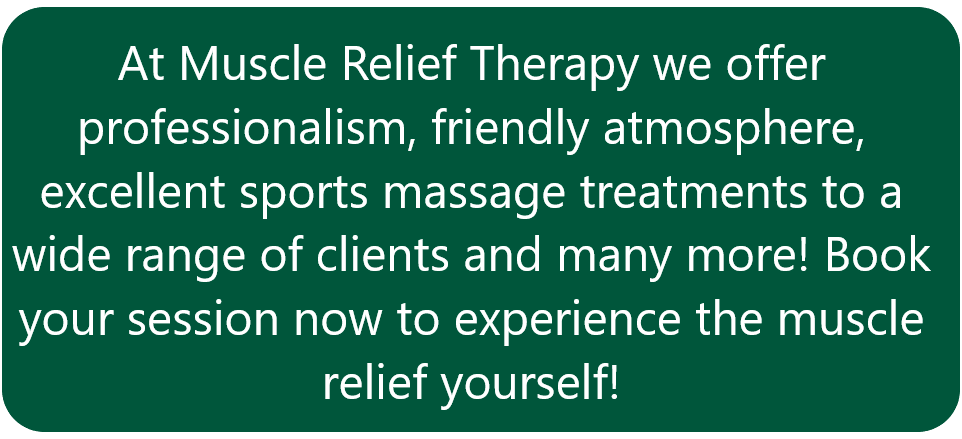 At Muscle Relief Therapy we offer
professionalism, friendly atmosphere,
excellent sports massage treatments to a
wide range of clients and many more! Book
your session now to experience the muscle
relief yourself!